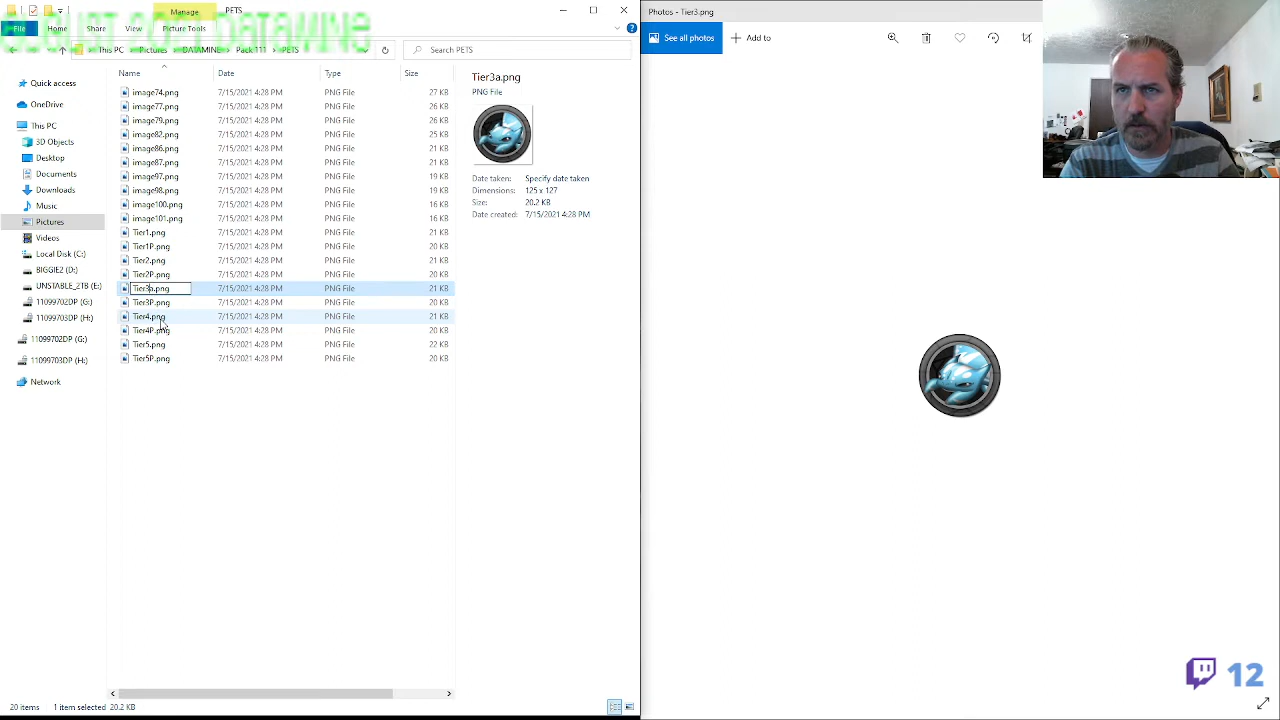 Manage
PETS
File
Home
Share
View
Picture Tools
This PC
Pictures
DATAMINE
Pack111
PETS
Search PETS
Name
Date
Type
Size
Quick access
OneDrive
This PC
3D Objects
Desktop
Documents
Downloads
Music
Pictures
Videos
Local Disk (C:)
BIGGIE2 (D:)
UNSTABLE_2TB (E:)
11099702DP (G:)
11099703DP (H:)
11099702DP (G:)
11099703DP (H:)
Network
image74.png 7/15/2021 4:28 PM PNG File 27 KB
image77.png 7/15/2021 4:28 PM PNG File 26 KB
image79.png 7/15/2021 4:28 PM PNG File 26 KB
image82.png 7/15/2021 4:28 PM PNG File 25 KB
image86.png 7/15/2021 4:28 PM PNG File 21 KB
image87.png 7/15/2021 4:28 PM PNG File 21 KB
image97.png 7/15/2021 4:28 PM PNG File 19 KB
image98.png 7/15/2021 4:28 PM PNG File 19 KB
image100.png 7/15/2021 4:28 PM PNG File 16 KB
image101.png 7/15/2021 4:28 PM PNG File 16 KB
Tier1.png 7/15/2021 4:28 PM PNG File 21 KB
Tier1P.png 7/15/2021 4:28 PM PNG File 20 KB
Tier2.png 7/15/2021 4:28 PM PNG File 21 KB
Tier2P.png 7/15/2021 4:28 PM PNG File 20 KB
Tier3a.png 7/15/2021 4:28 PM PNG File 21 KB
Tier3P.png 7/15/2021 4:28 PM PNG File 20 KB
Tier4.png 7/15/2021 4:28 PM PNG File 21 KB
Tier4P.png 7/15/2021 4:28 PM PNG File 20 KB
Tier5.png 7/15/2021 4:28 PM PNG File 22 KB
Tier5P.png 7/15/2021 4:28 PM PNG File 20 KB
Tier3a.png
PNG File
Date taken: Specify date taken
Dimensions: 125 x 127
Size: 20.2 KB
Date created: 7/15/2021 4:28 PM
20 items 1 item selected 20.2 KB
Photos - Tier3.png
See all photos
Add to
12